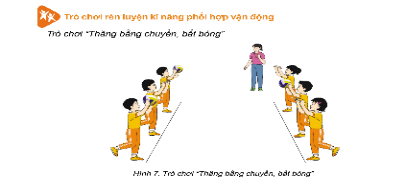 Trò chơi rèn luyện kĩ năng phối hợp vận động
Trò chơi “Thăng bằng chuyền, bắt bóng”
Hình 7. Trò chơi “Thăng bằng chuyền, bắt bóng”